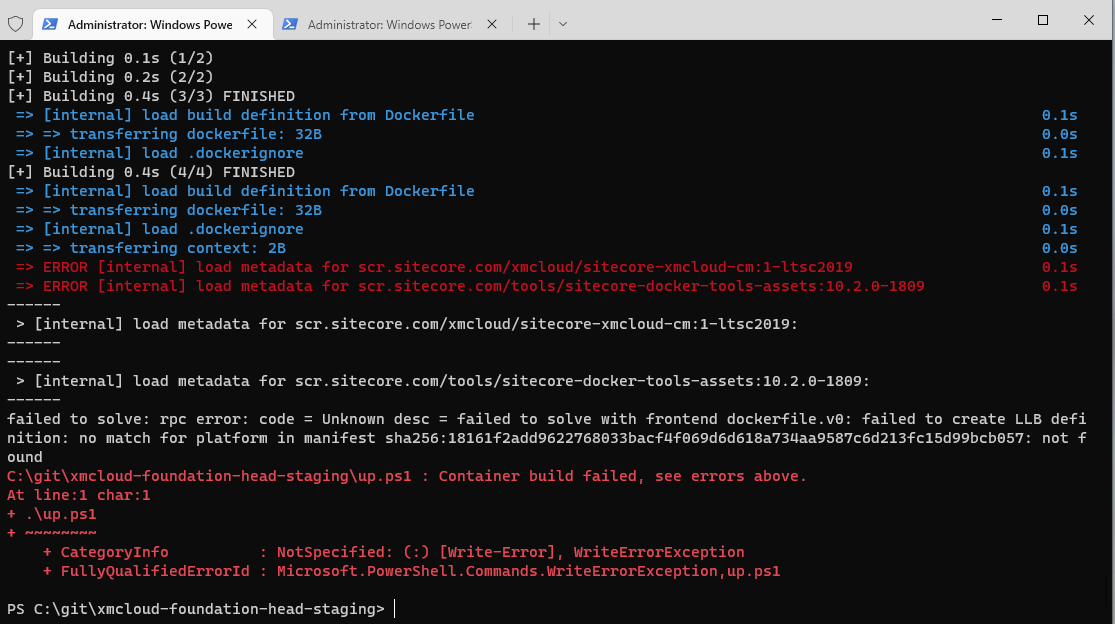 Administrator: Windows Powe
Administrator: Windows Power
[+] Building 0.1s (1/2)
[+] Building 0.2s (2/2)
[+] Building 0.4s (3/3) FINISHED
=> [internal] load build definition from Dockerfile 0.1s
=> => transferring dockerfile: 32B 0.0s
=> [internal] load .dockerignore 0.1s
[+] Building 0.4s (4/4) FINISHED
=> [internal] load build definition from Dockerfile 0.1s
=> => transferring dockerfile: 32B 0.0s
=> [internal] load .dockerignore 0.1s
=> => transferring context: 2B 0.0s
=> ERROR [internal] load metadata for scr.sitecore.com/xmcloud/sitecore-xmcloud-cm:1-ltsc2019 0.1s
=> ERROR [internal] load metadata for scr.sitecore.com/tools/sitecore-docker-tools-assets:10.2.0-1809 0.1s
------
> [internal] load metadata for scr.sitecore.com/xmcloud/sitecore-xmcloud-cm:1-ltsc2019:
------
------
> [internal] load metadata for scr.sitecore.com/tools/sitecore-docker-tools-assets:10.2.0-1809:
------
failed to solve: rpc error: code = Unknown desc = failed to solve with frontend dockerfile.v0: failed to create LLB defi
nition: no match for platform in manifest sha256:18161f2add9622768033bacf4f069d6d618a734aa9587c6d213fc15d99bcb057: not f
ound
C:\git\xmcloud-foundation-head-staging\up.ps1 : Container build failed, see errors above.
At line:1 char:1
+ .\up.ps1
+ ~~~~~~~~
+ CategoryInfo : NotSpecified: (:) [Write-Error], WriteErrorException
+ FullyQualifiedErrorId : Microsoft.PowerShell.Commands.WriteErrorException,up.ps1
PS C:\git\xmcloud-foundation-head-staging>